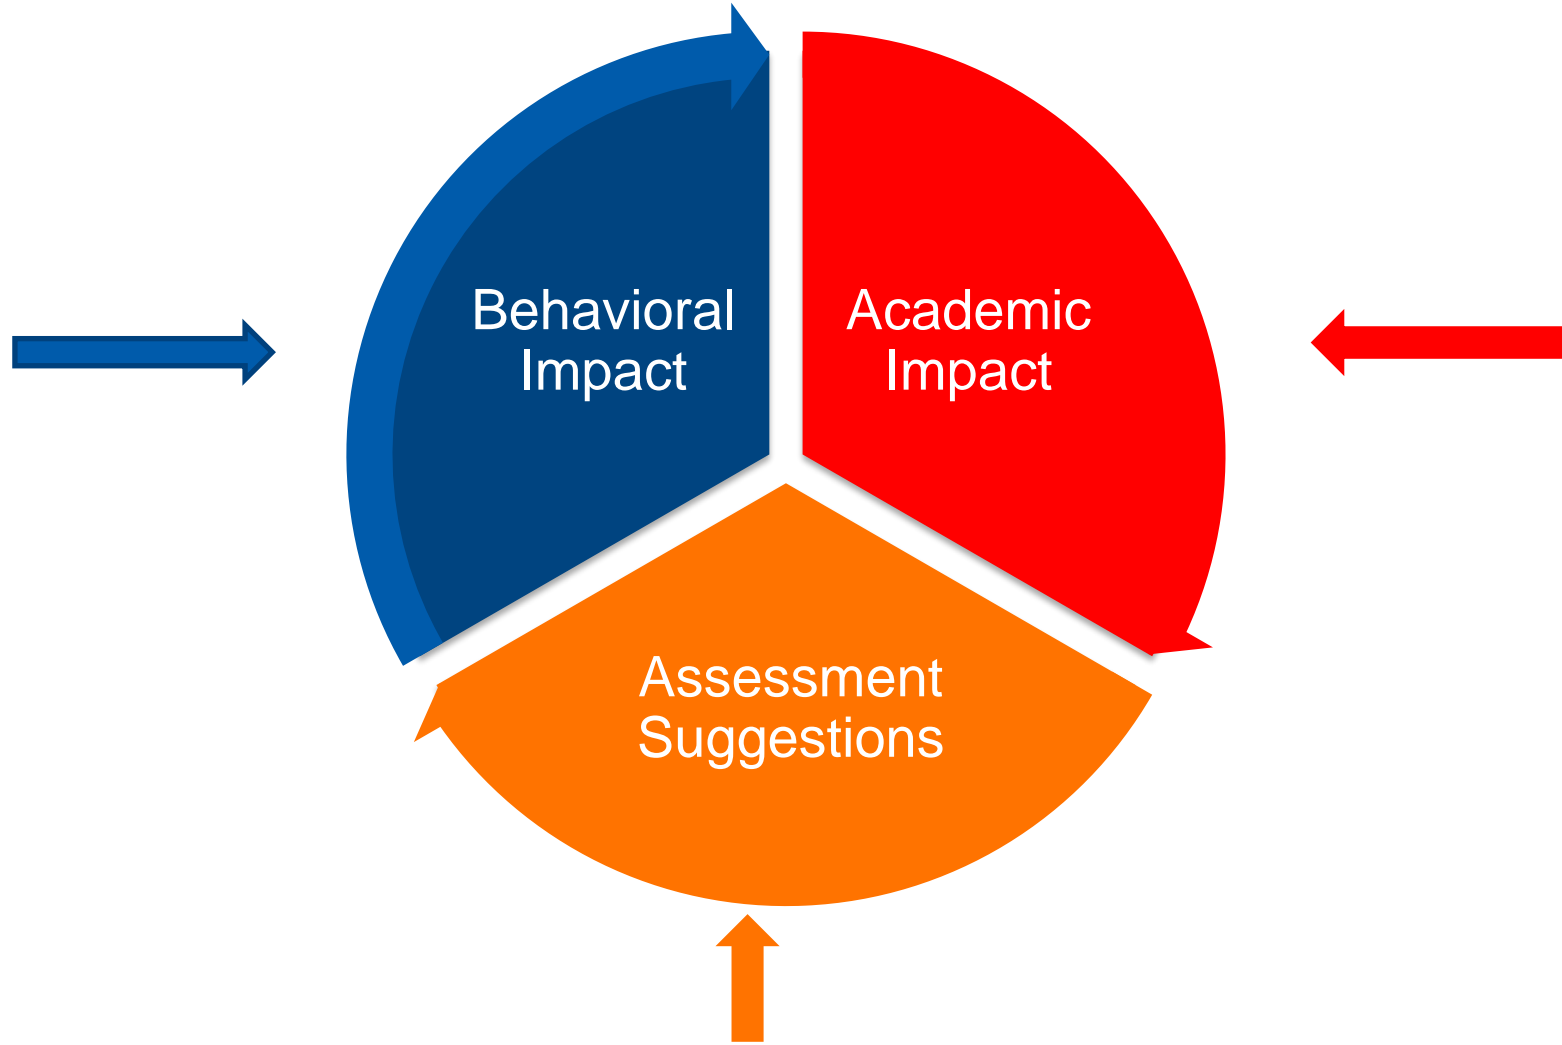 Behavioral
Impact
Academic
Impact
Assessment
Suggestions